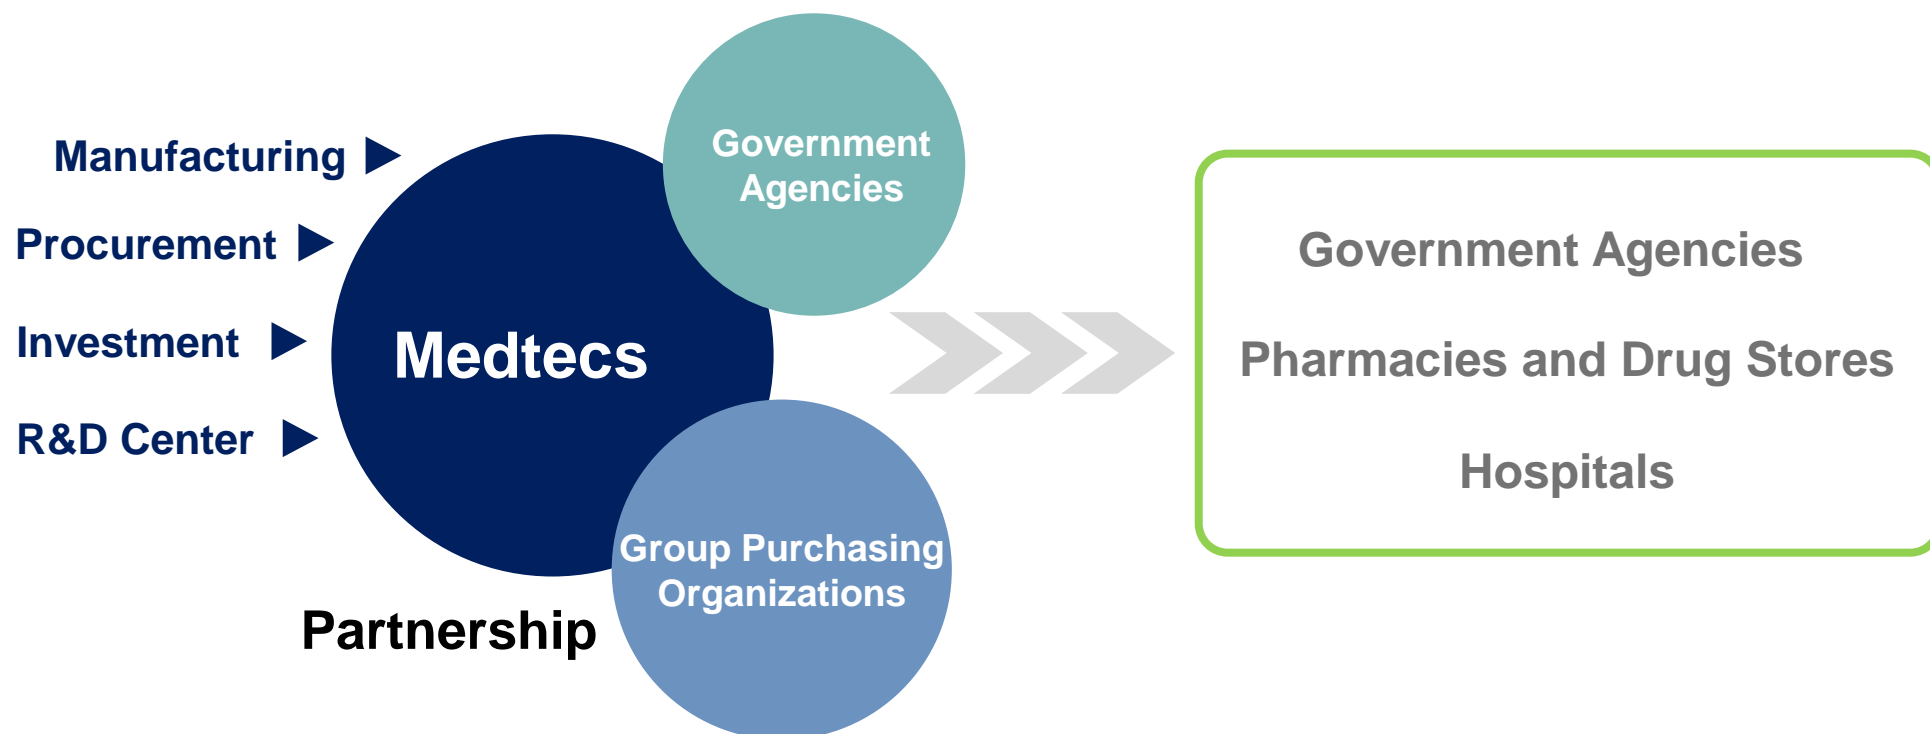 Manufacturing
Procurement
Investment
R&D Center
Medtecs
Government
Agencies
Group Purchasing
Organizations
Partnership
Government Agencies
Pharmacies and Drug Stores
Hospitals